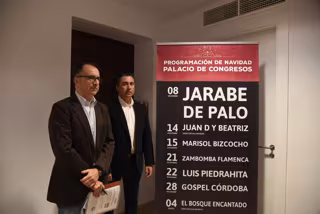 PROGRAMACIÓN DE NAVIDAD
PALACIO DE CONGRESOS
08
JARABE
DE PALO
14 JUAN D Y BEATRIZ
15 MARISOL BIZCOCHO
21 ZAMBOMBA FLAMENCA
22 LUIS PIEDRAHITA
28 GOSPEL CÓRDOBA
04 EL BOSQUE ENCANTADO